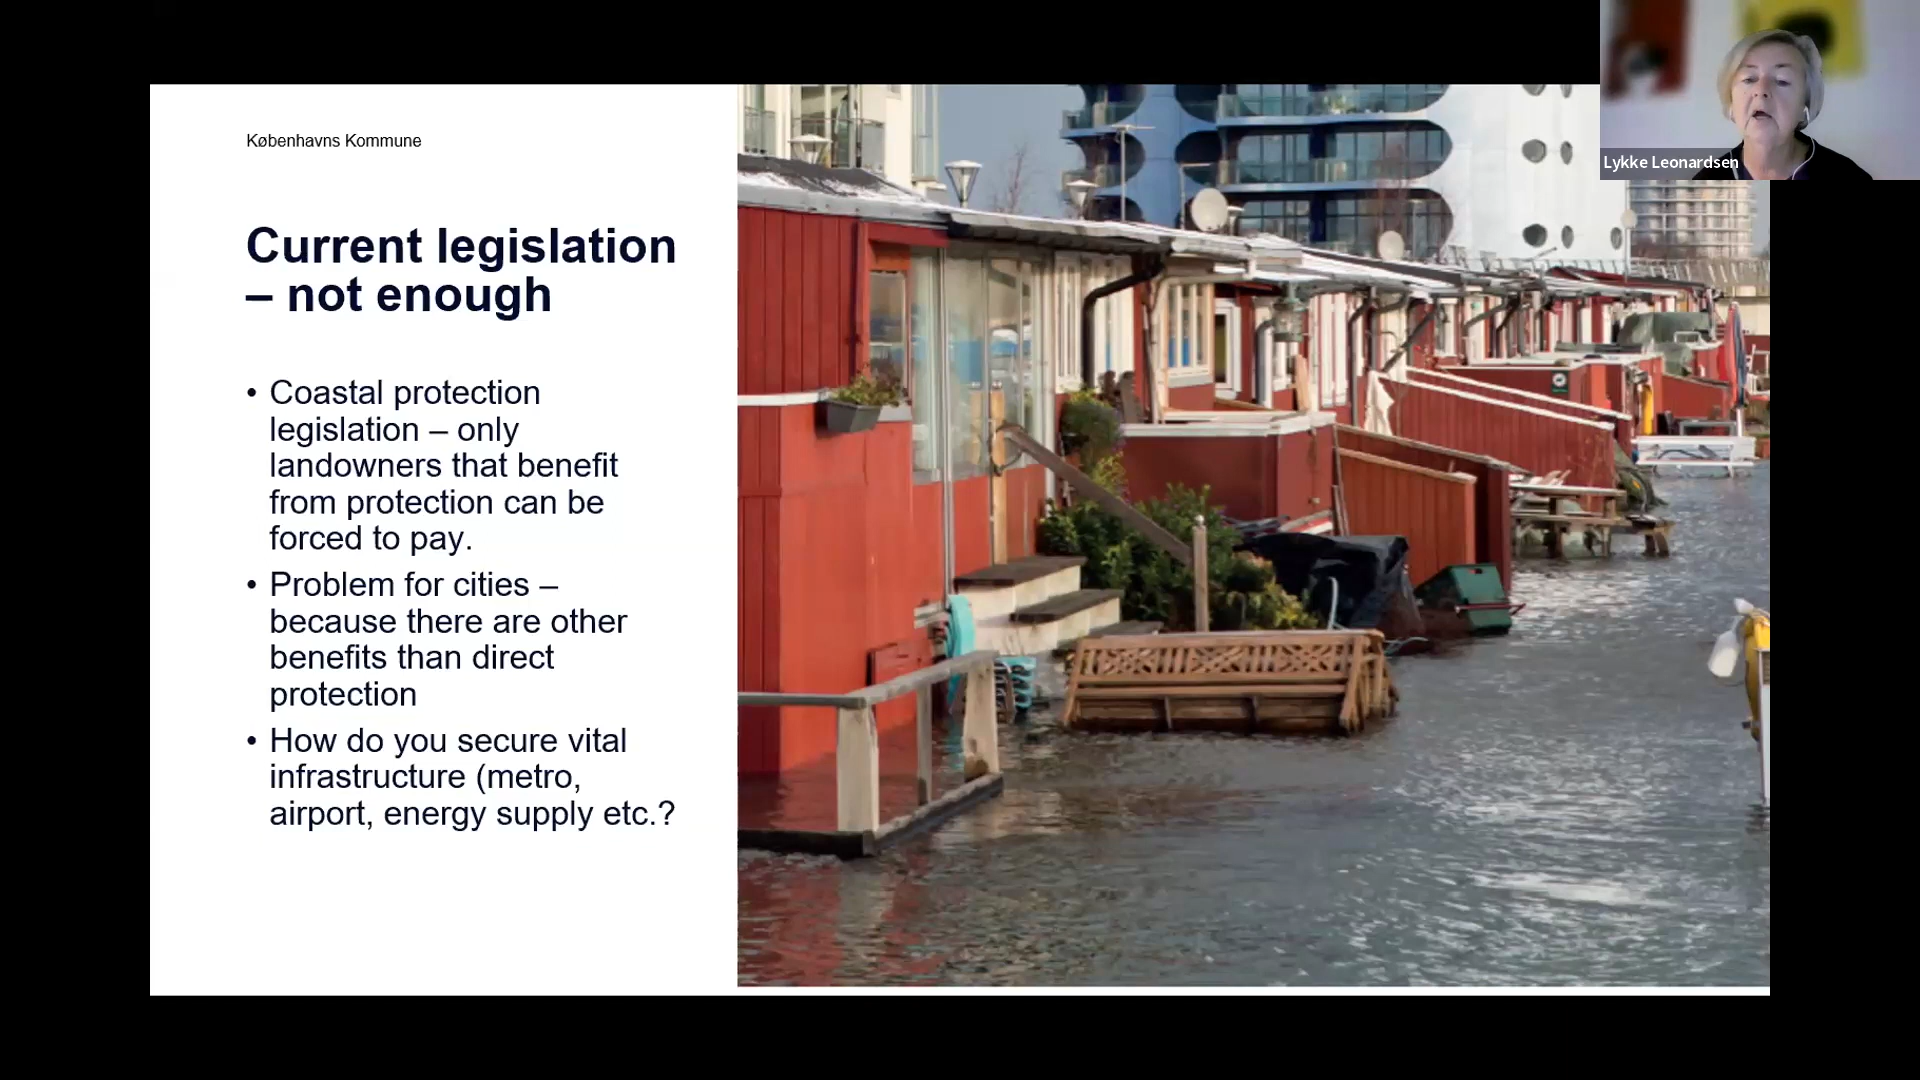 Københavns Kommune
Lykke Leonardsen
Current legislation
– not enough
• Coastal protection
legislation – only
landowners that benefit
from protection can be
forced to pay.
• Problem for cities –
because there are other
benefits than direct
protection
• How do you secure vital
infrastructure (metro,
airport, energy supply etc.?